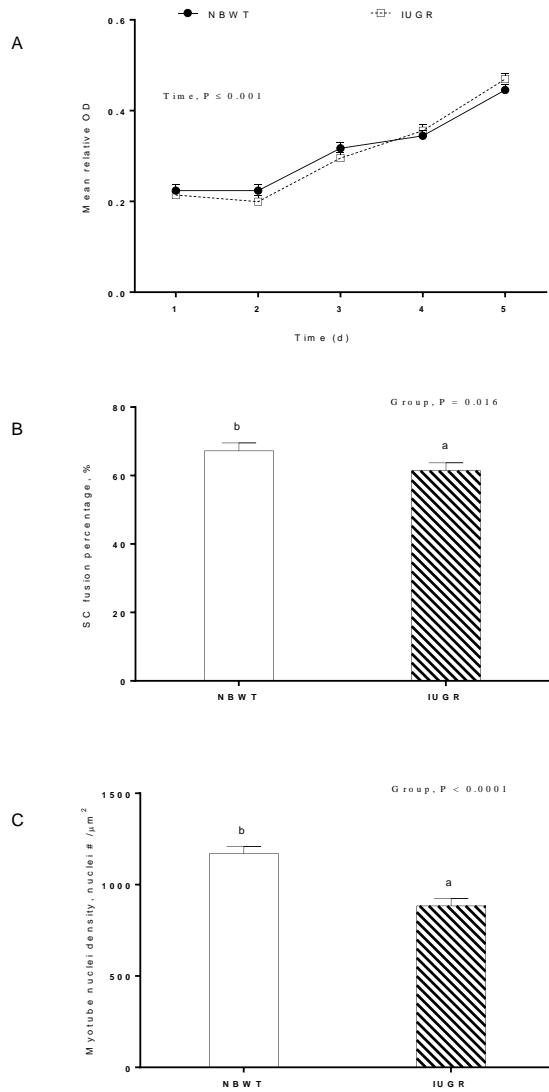 NBWT
IUGR
A
0.6
Time, P ≤ 0.001
0.4
Mean relative OD
0.2
0.0
1 2 3 4 5
Time (d)
B
Group, P = 0.016
80
b
a
60
SC fusion percentage, %
40
20
0
NBWT IUGR
C
Group, P < 0.0001
1500
b
a
Myotube nuclei density, nuclei # /μm²
1000
500
0
NBWT IUGR